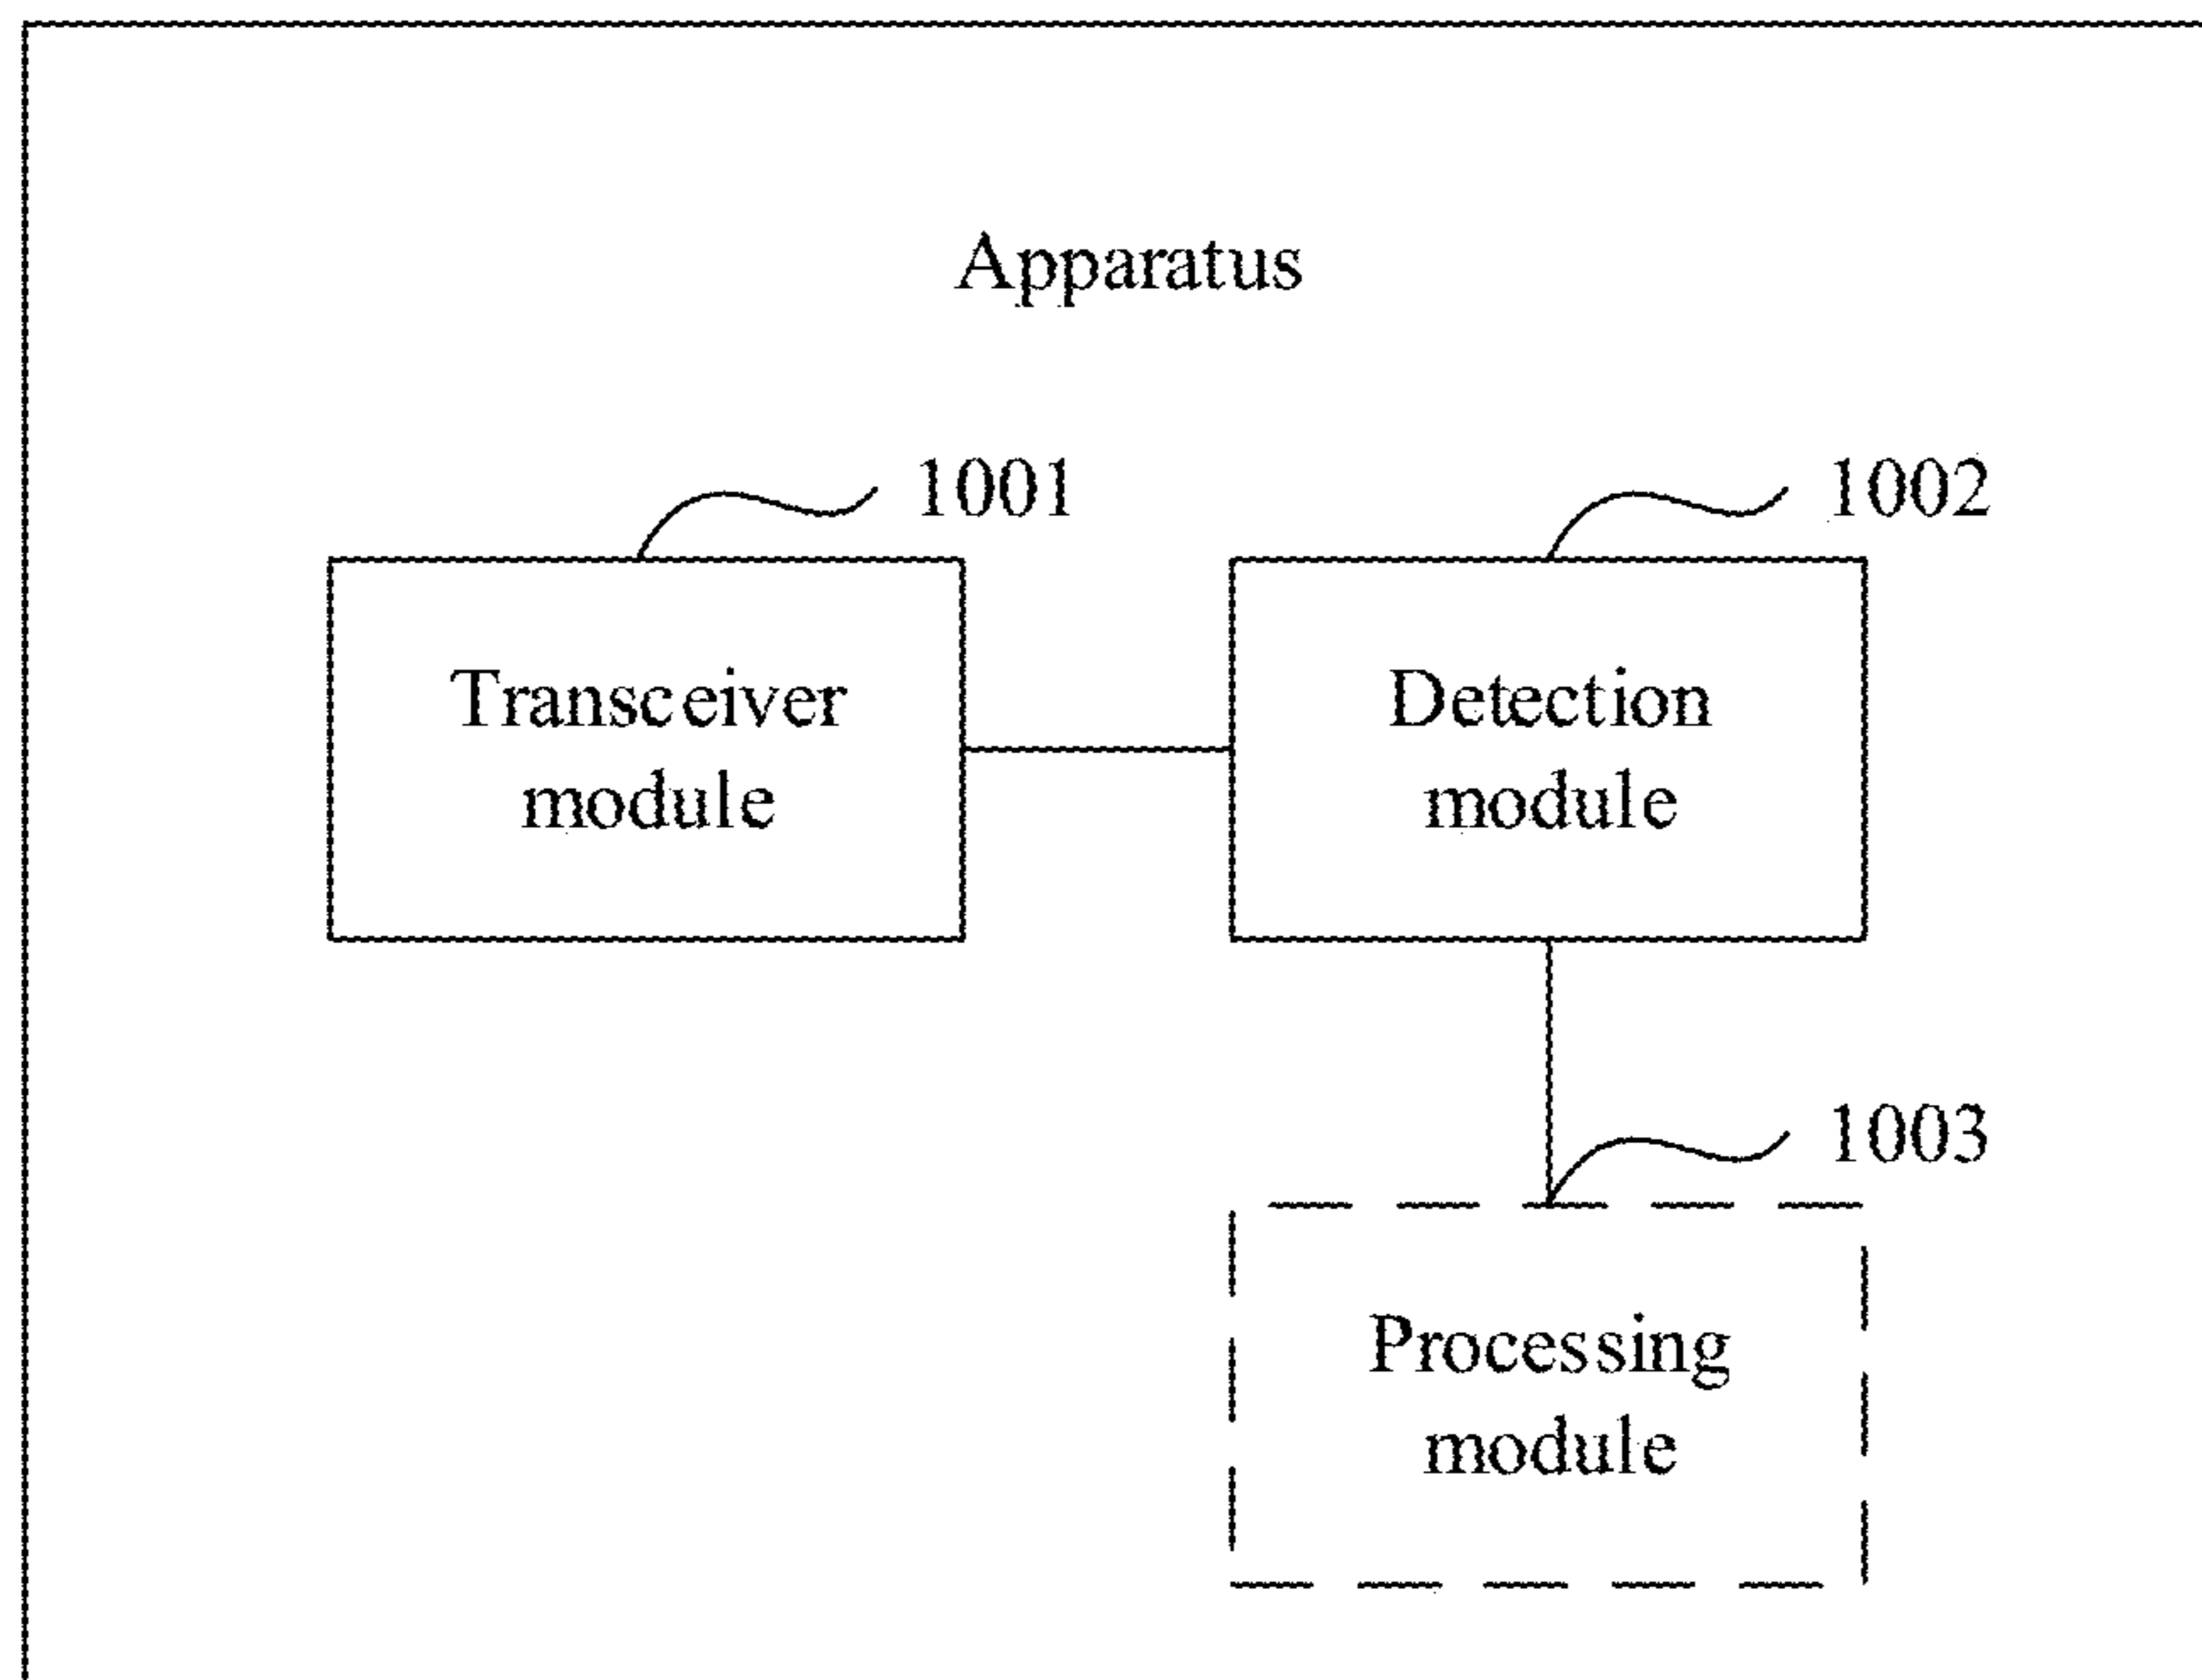 Apparatus
1001
1002
Transceiver
module
Detection
module
1003
Processing
module